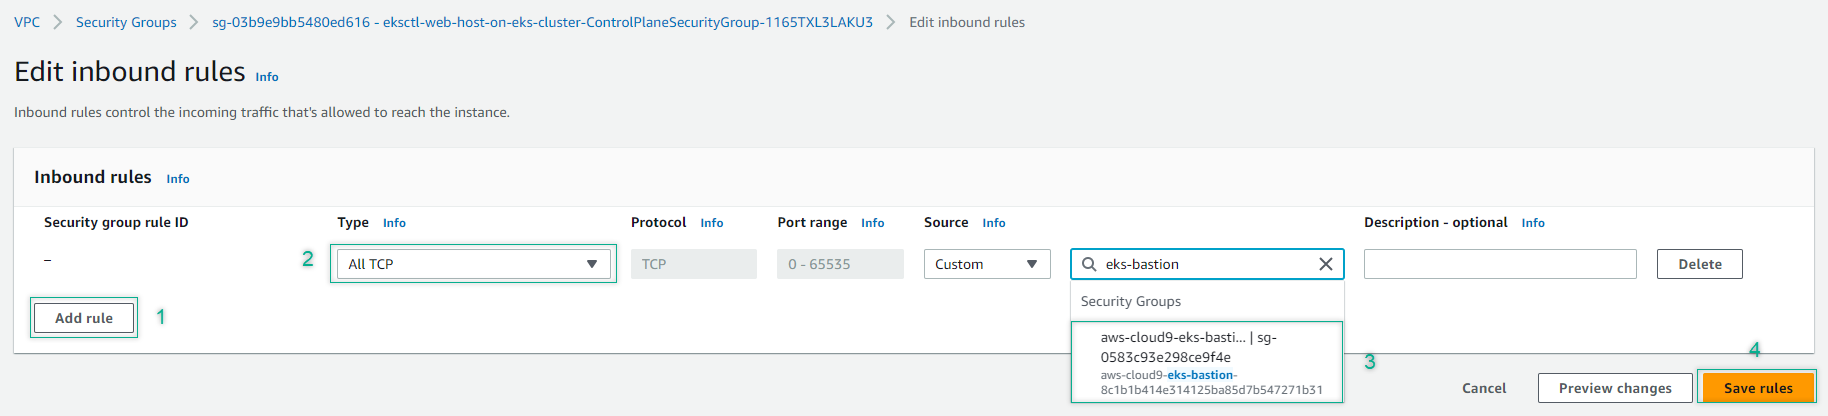 VPC > Security Groups > sg-03b9e9bb5480ed616 - eksctl-web-host-on-eks-cluster-ControlPlaneSecurityGroup-1165TXL3LAKU3 > Edit inbound rules
Edit inbound rules Info
Inbound rules control the incoming traffic that's allowed to reach the instance.
Inbound rules Info
Security group rule ID Type Info Protocol Info Port range Info Source Info Description - optional Info
– 2 All TCP TCP 0 - 65535 Custom eks-bastion Delete
Add rule 1
Security Groups
aws-cloud9-eks-basti... | sg-
0583c93e298ce9f4e
aws-cloud9-eks-bastion-
8c1b1b414e314125ba85d7b547271b31
3
4
Cancel Preview changes Save rules